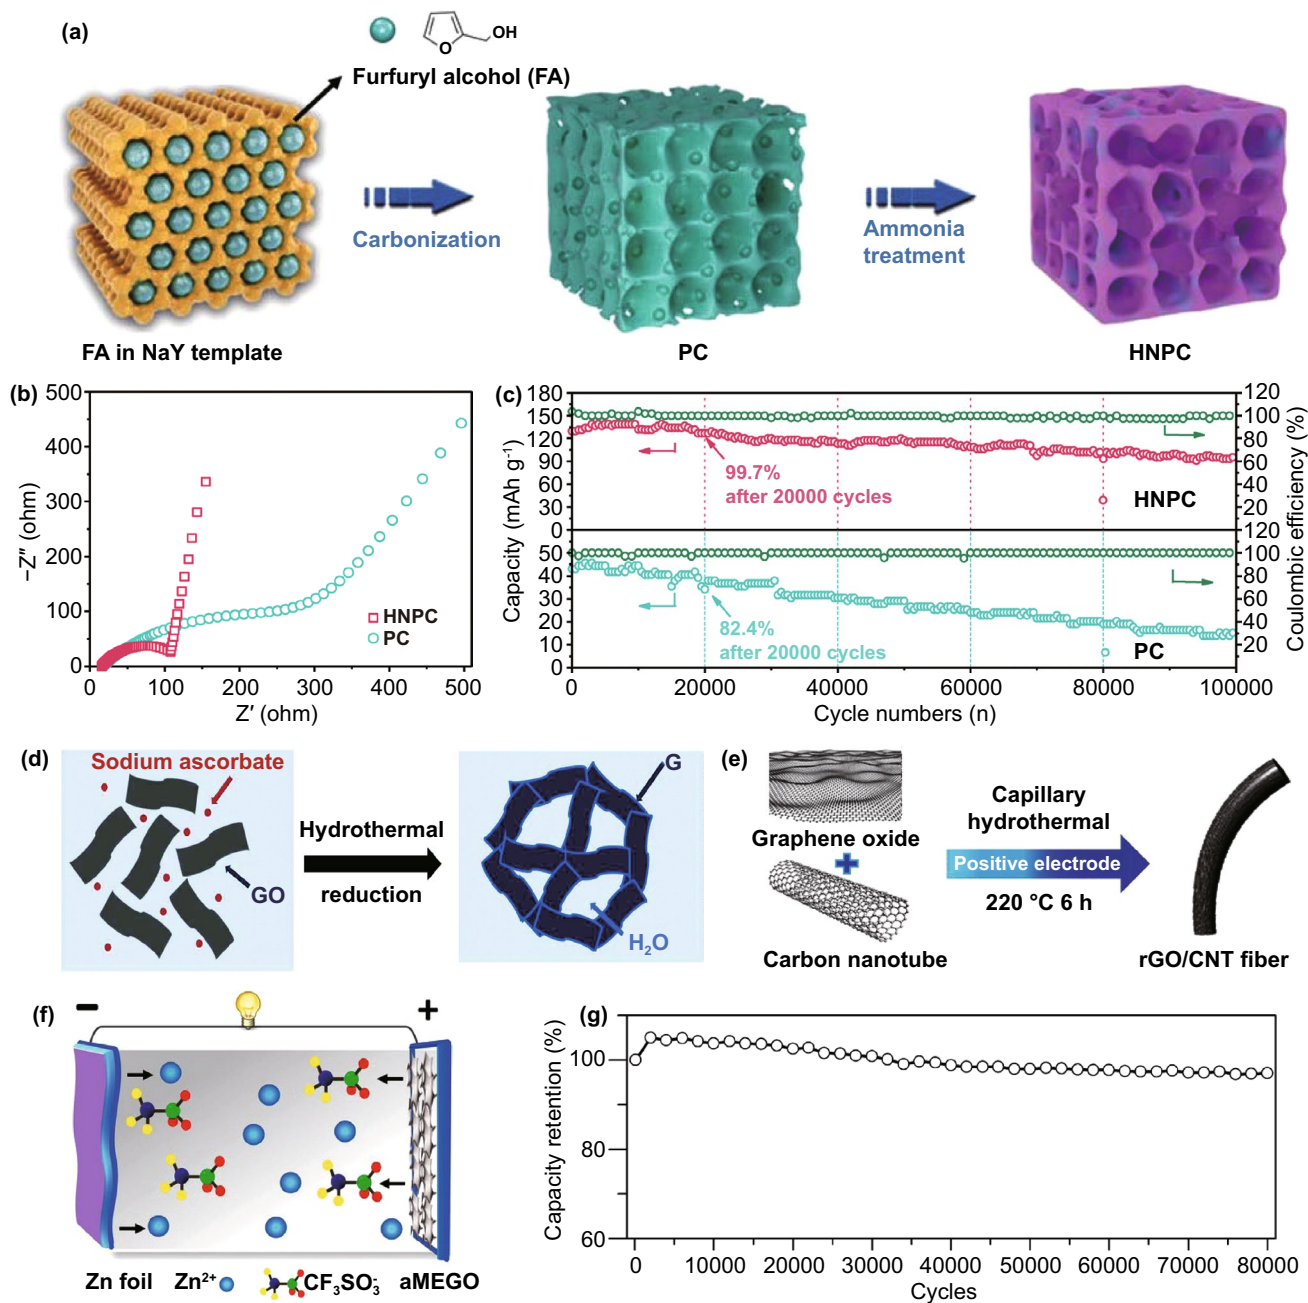 (a)
OH
O
Furfuryl alcohol (FA)
Carbonization
Ammonia
treatment
FA in NaY template
PC
HNPC
(b)
500
400
300
200
100
0
−Z″ (ohm)
HNPC
PC
0
100
200
300
400
500
Z′ (ohm)
(c)
180
150
120
90
60
30
0
50
40
30
20
10
0
Capacity (mAh g⁻¹)
99.7%
after 20000 cycles
HNPC
82.4%
after 20000 cycles
PC
120
100
80
60
40
20
0
120
100
80
60
40
20
Coulombic efficiency (%)
0
20000
40000
60000
80000
100000
Cycle numbers (n)
(d)
Sodium ascorbate
GO
Hydrothermal
reduction
G
H₂O
(e)
Graphene oxide
Carbon nanotube
Capillary
hydrothermal
Positive electrode
220 °C 6 h
rGO/CNT fiber
(f)
−
+
Zn foil
Zn²⁺
CF₃SO₃⁻
aMEGO
(g)
100
80
60
Capacity retention (%)
0
10000
20000
30000
40000
50000
60000
70000
80000
Cycles